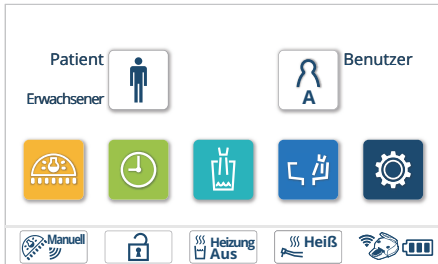 Patient
Erwachsener
Benutzer
A
Manuell
Heizung
Aus
Heiß